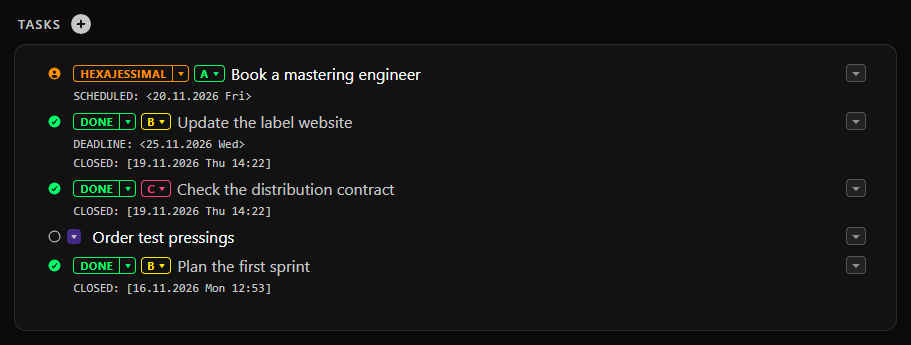 TASKS
HEXAJESSIMAL A Book a mastering engineer
SCHEDULED: <20.11.2026 Fri>
DONE B Update the label website
DEADLINE: <25.11.2026 Wed>
CLOSED: [19.11.2026 Thu 14:22]
DONE C Check the distribution contract
CLOSED: [19.11.2026 Thu 14:22]
Order test pressings
DONE B Plan the first sprint
CLOSED: [16.11.2026 Mon 12:53]